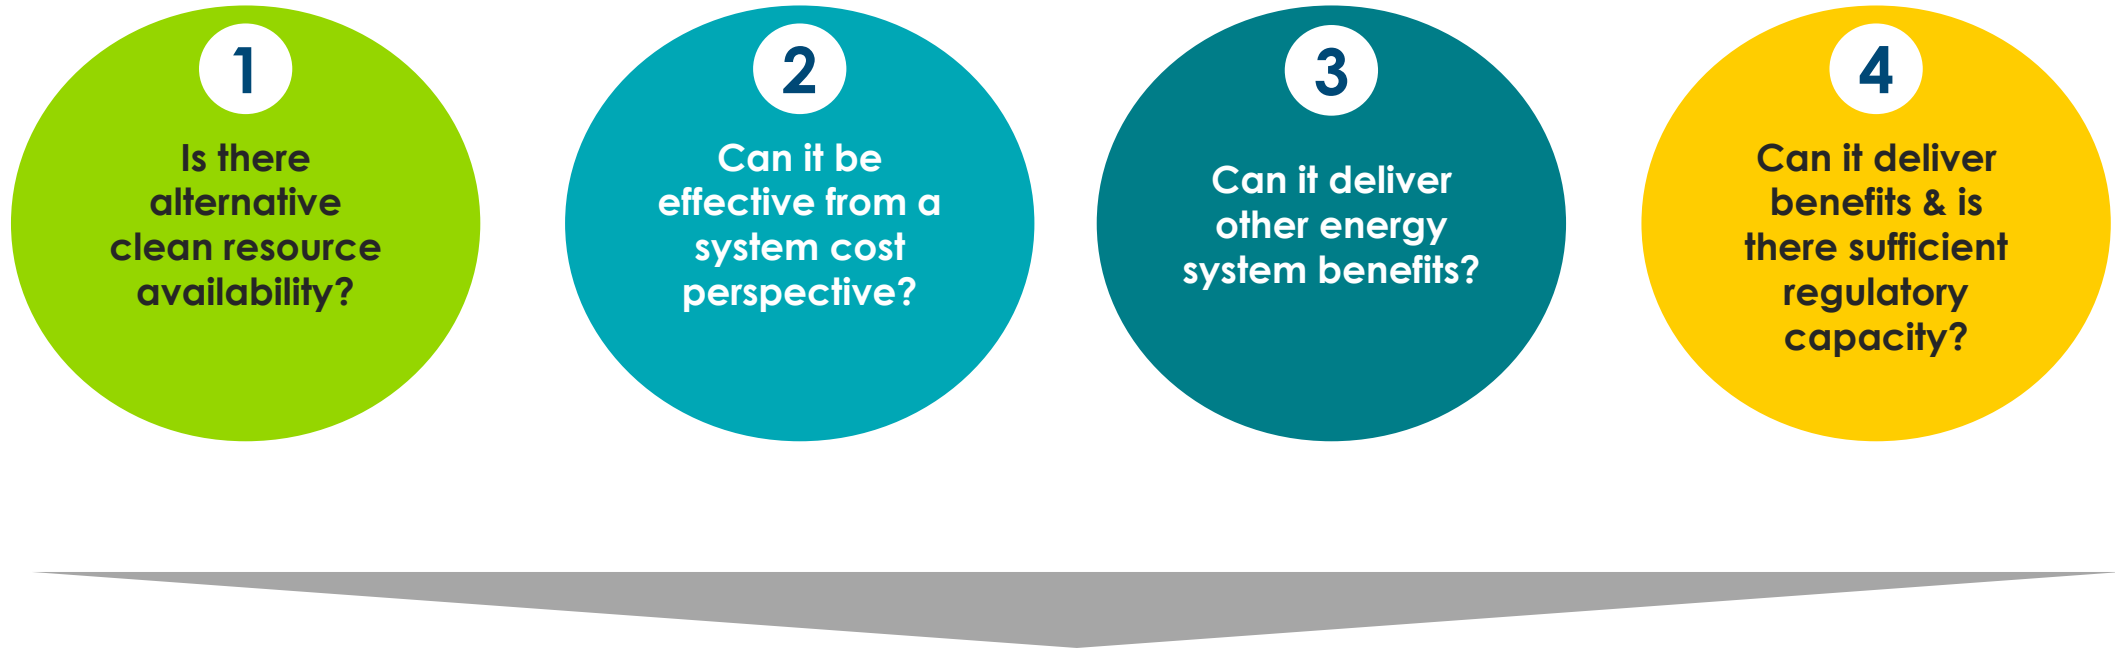 1
Is there
alternative
clean resource
availability?
2
Can it be
effective from a
system cost
perspective?
3
Can it deliver
other energy
system benefits?
4
Can it deliver
benefits & is
there sufficient
regulatory
capacity?